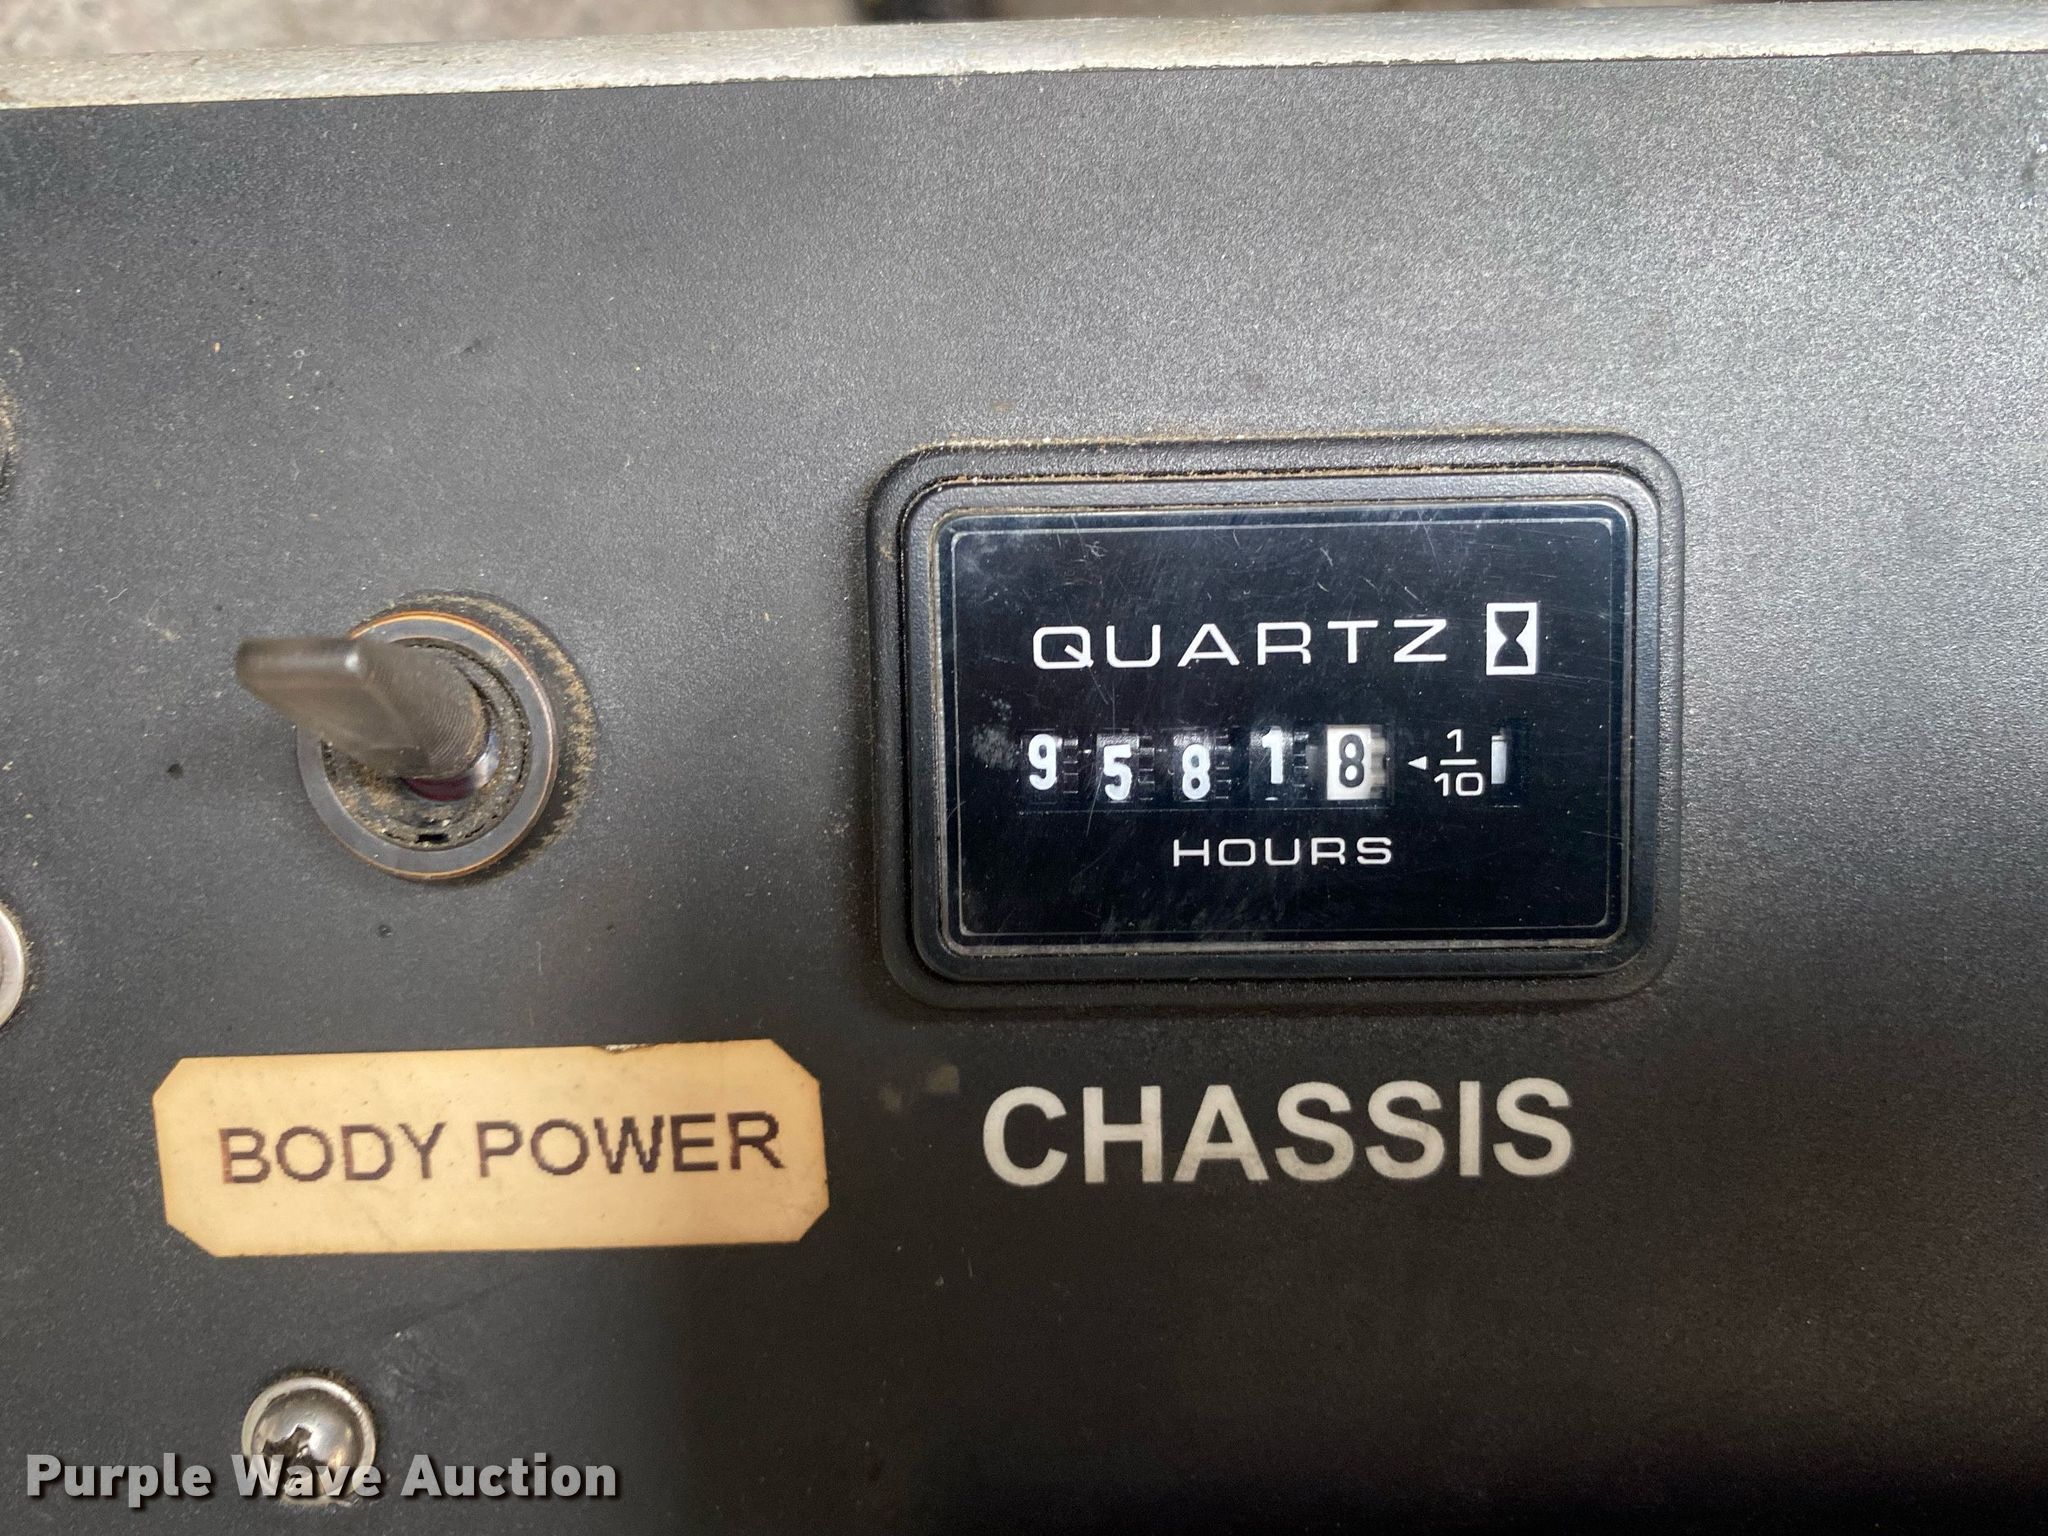 QUARTZ
95818 ◄ 1/10
HOURS
BODY POWER
CHASSIS
Purple Wave Auction